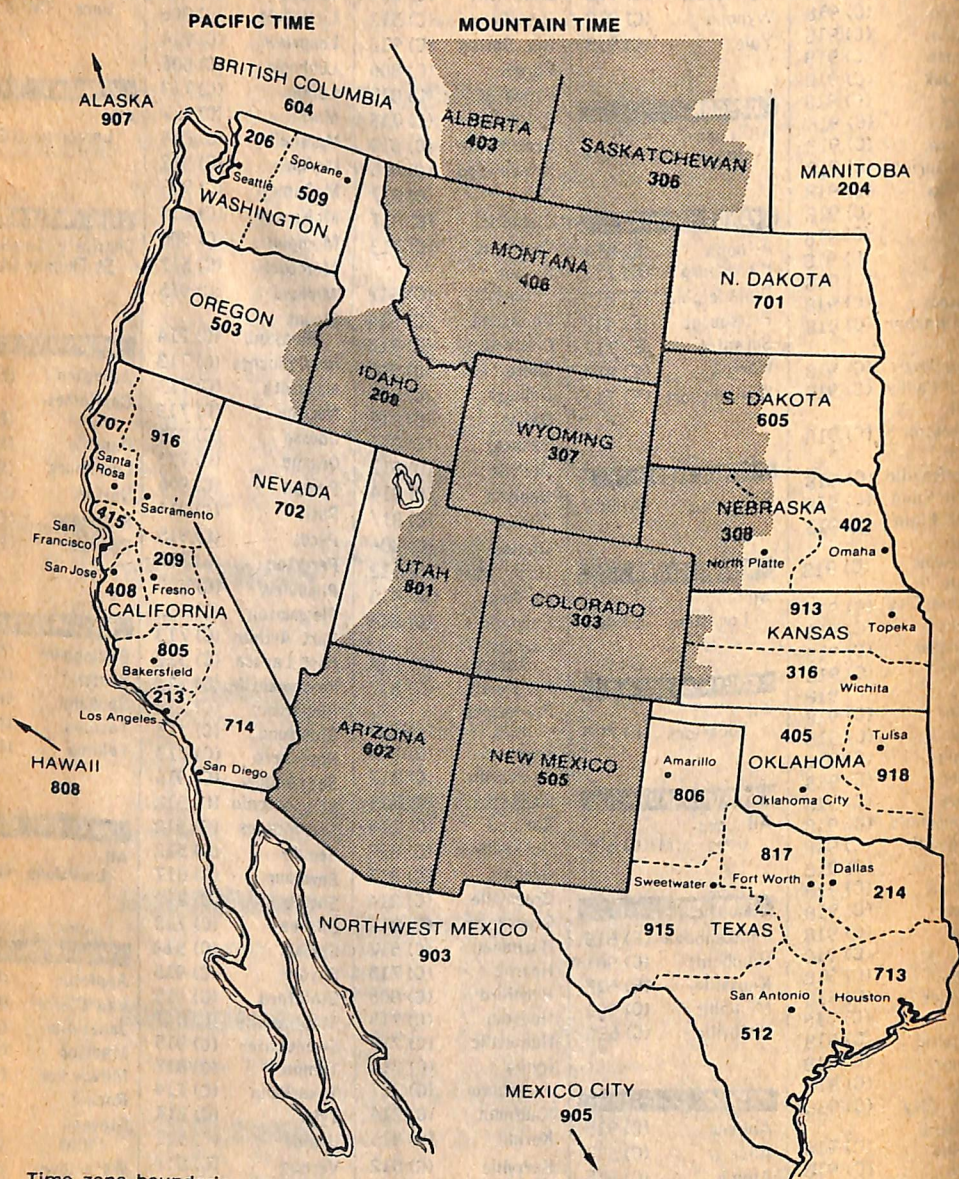 PACIFIC TIME
MOUNTAIN TIME
BRITISH COLUMBIA
604
ALASKA
907
ALBERTA
403
SASKATCHEWAN
306
MANITOBA
204
206
Spokane
Seattle
509
WASHINGTON
MONTANA
406
N. DAKOTA
701
OREGON
503
IDAHO
208
WYOMING
307
S. DAKOTA
605
707
916
Santa
Rosa
Sacramento
NEVADA
702
NEBRASKA
308
402
North Platte
Omaha
415
San
Francisco
San Jose
209
408
Fresno
CALIFORNIA
UTAH
801
COLORADO
303
913
KANSAS
Topeka
316
Wichita
805
Bakersfield
213
Los Angeles
714
San Diego
HAWAII
808
ARIZONA
602
NEW MEXICO
505
Amarillo
806
405
OKLAHOMA
Oklahoma City
Tulsa
918
817
Fort Worth
Dallas
214
Sweetwater
915
TEXAS
713
Houston
San Antonio
512
NORTHWEST MEXICO
903
MEXICO CITY
905
Time zone